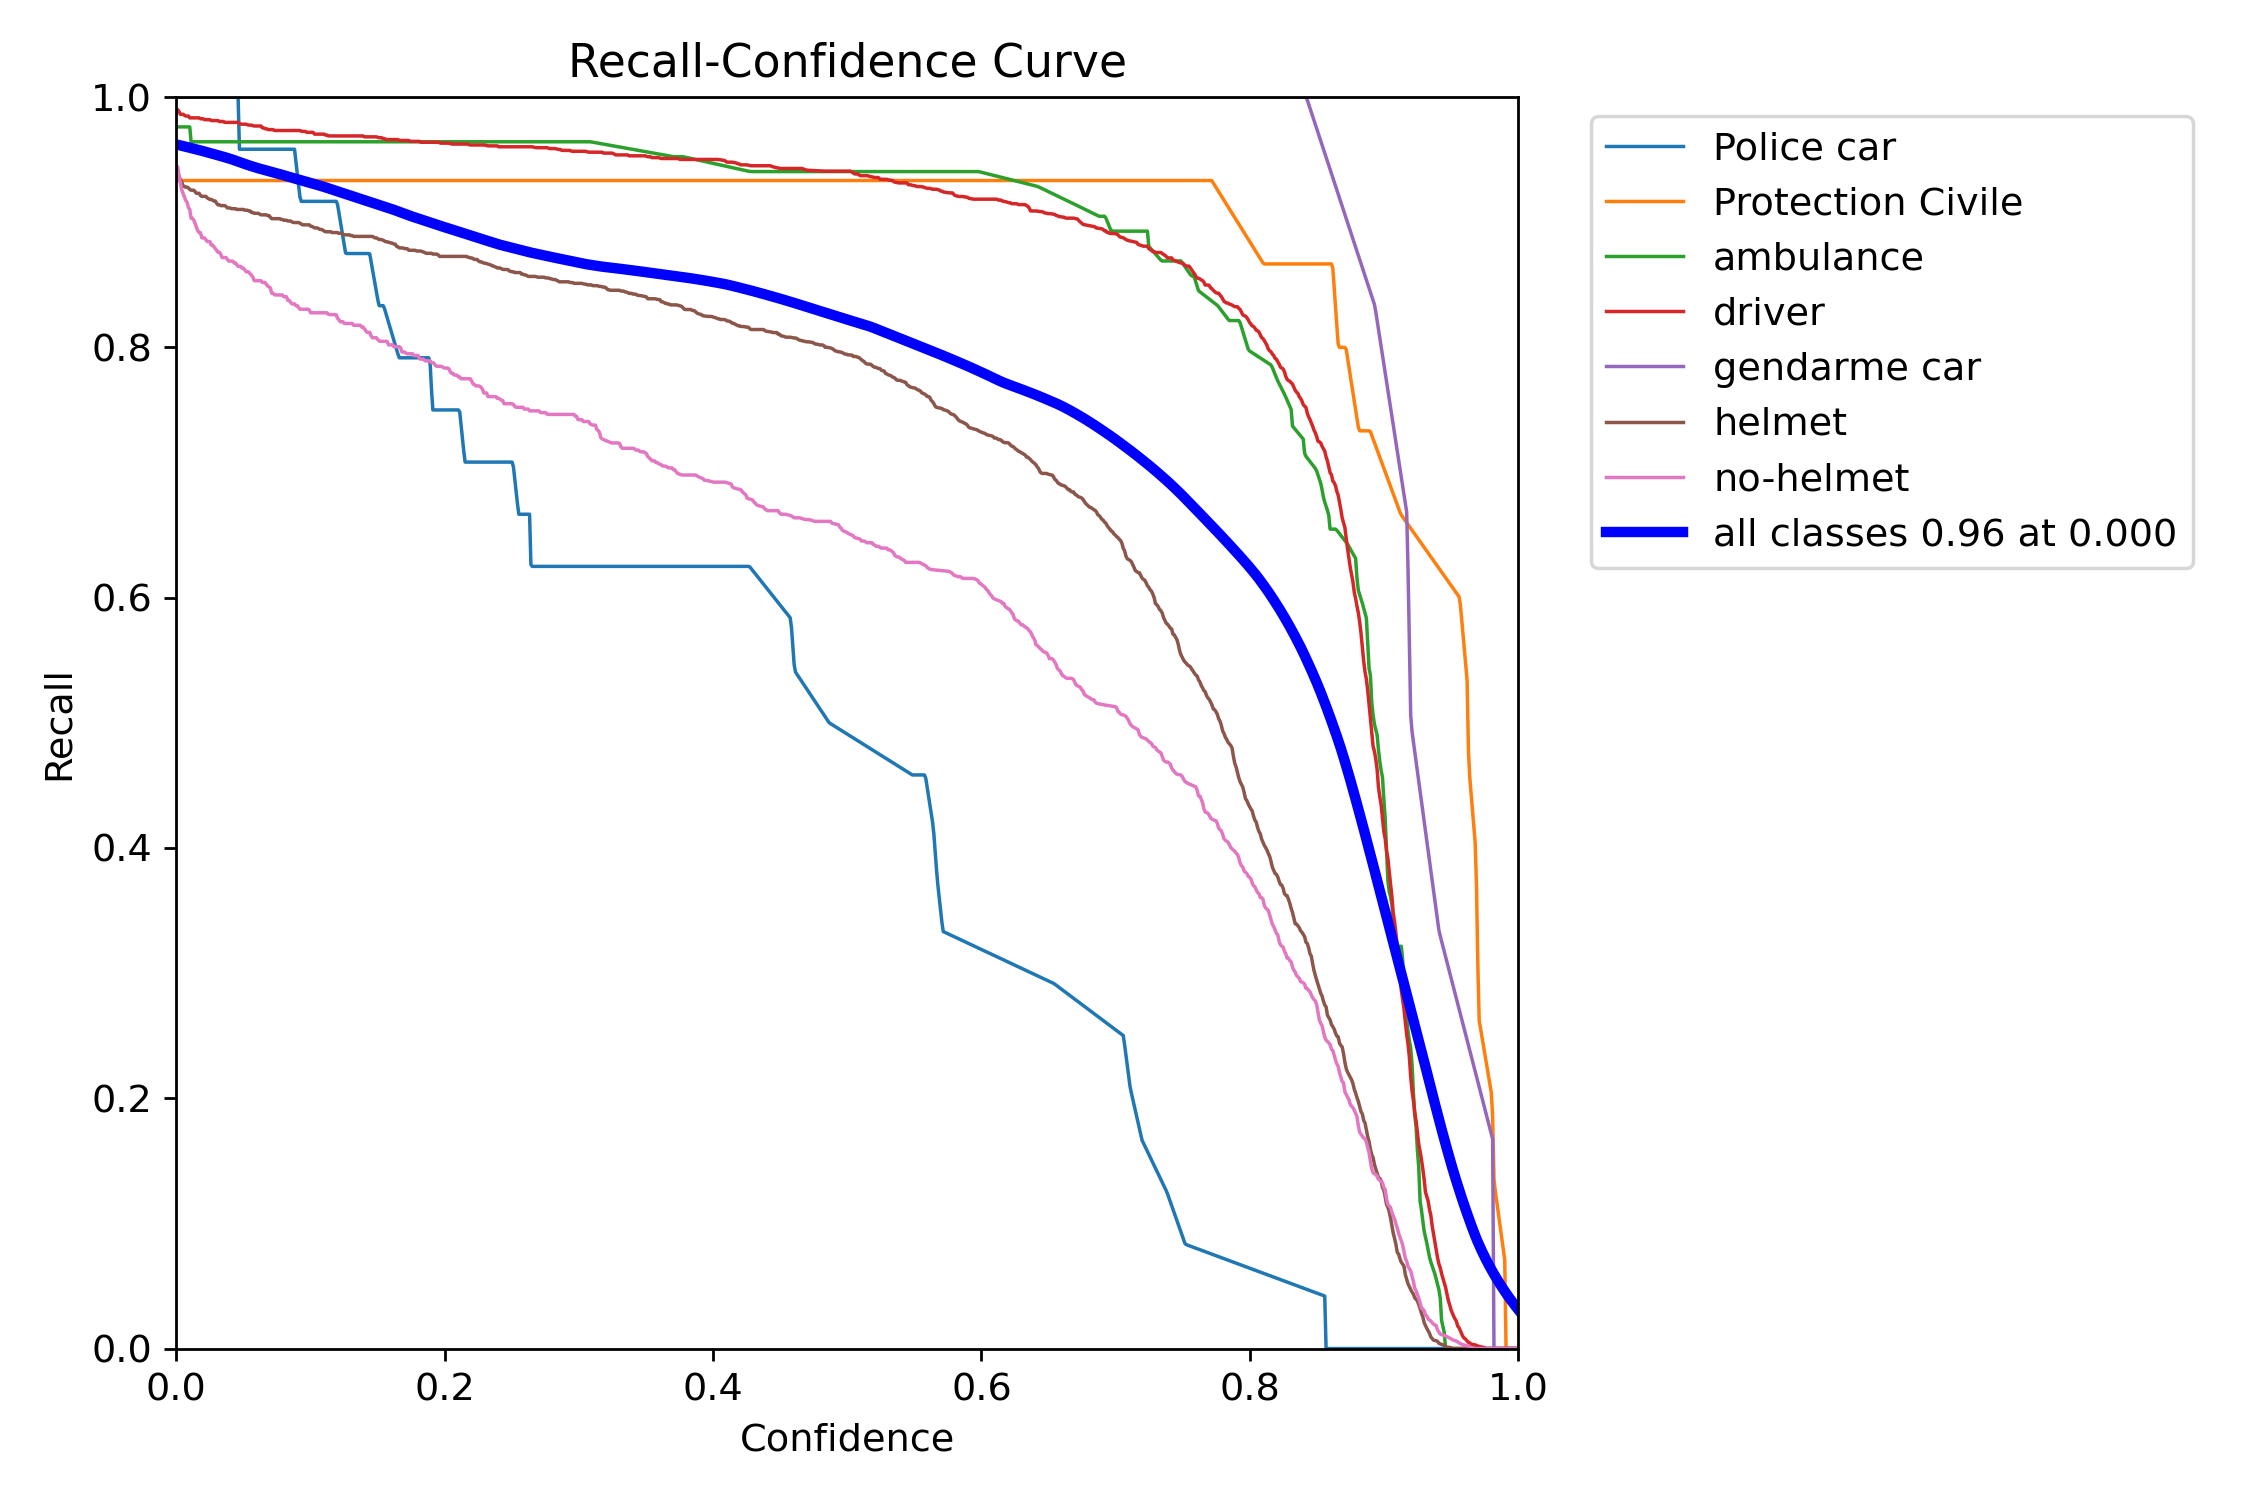 Recall-Confidence Curve
1.0
0.8
0.6
0.4
0.2
0.0
Recall
0.0 0.2 0.4 0.6 0.8 1.0
Confidence
Police car
Protection Civile
ambulance
driver
gendarme car
helmet
no-helmet
all classes 0.96 at 0.000